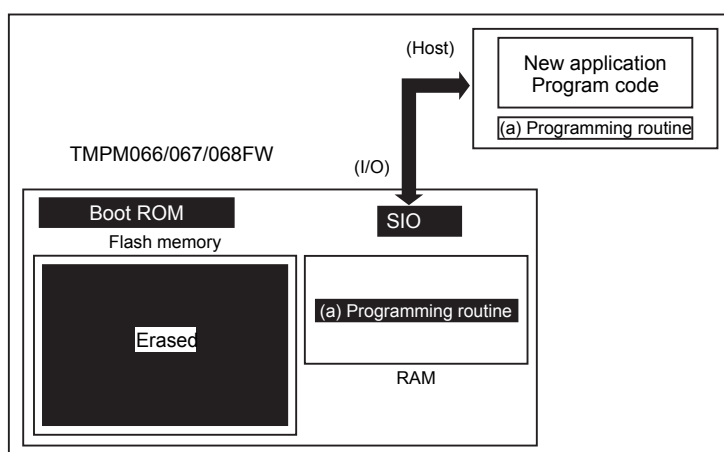 (Host)
New application
Program code
(a) Programming routine
TMPM066/067/068FW
(I/O)
Boot ROM
SIO
Flash memory
(a) Programming routine
Erased
RAM